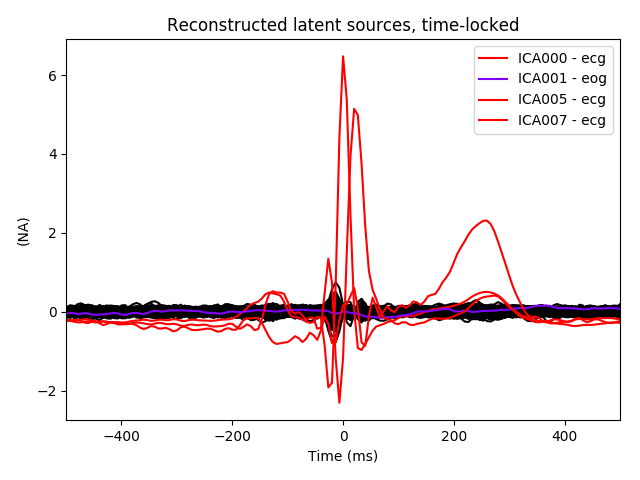 Reconstructed latent sources, time-locked
ICA000 - ecg
ICA001 - eog
ICA005 - ecg
ICA007 - ecg
6
4
2
0
−2
(NA)
−400
−200
0
200
400
Time (ms)